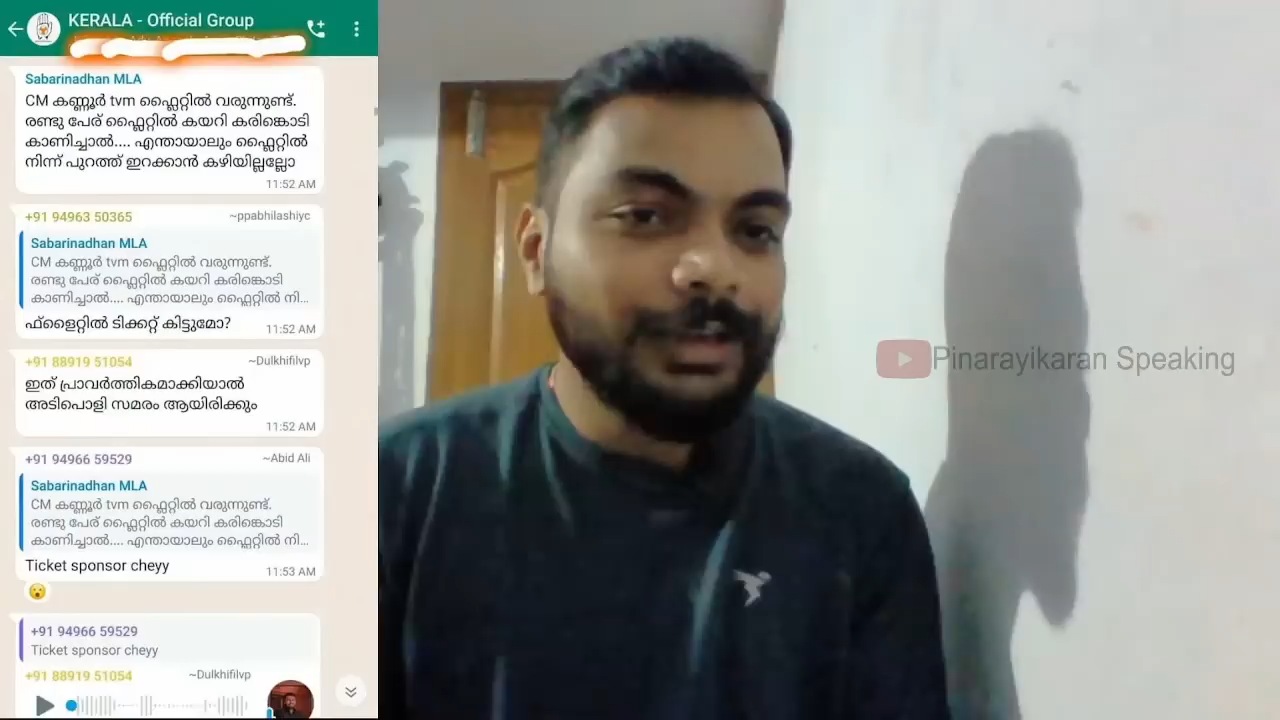 KERALA - Official Group
Sabarinadhan MLA
CM കണ്ണൂർ tvm ഫ്ലൈറ്റിൽ വരുന്നുണ്ട്.
രണ്ടു പേര് ഫ്ലൈറ്റിൽ കയറി കരിങ്കൊടി
കാണിച്ചാൽ.... എന്തായാലും ഫ്ലൈറ്റിൽ
നിന്ന് പുറത്ത് ഇറക്കാൻ കഴിയില്ലല്ലോ
11:52 AM
+91 94963 50365 ~ppabhilashiyc
Sabarinadhan MLA
CM കണ്ണൂർ tvm ഫ്ലൈറ്റിൽ വരുന്നുണ്ട്.
രണ്ടു പേര് ഫ്ലൈറ്റിൽ കയറി കരിങ്കൊടി
കാണിച്ചാൽ.... എന്തായാലും ഫ്ലൈറ്റിൽ നി...
ഫ്ളൈറ്റിൽ ടിക്കറ്റ് കിട്ടുമോ? 11:52 AM
+91 88919 51054 ~Dulkhifilvp
ഇത് പ്രാവർത്തികമാക്കിയാൽ
അടിപൊളി സമരം ആയിരിക്കും
11:52 AM
+91 94966 59529 ~Abid Ali
Sabarinadhan MLA
CM കണ്ണൂർ tvm ഫ്ലൈറ്റിൽ വരുന്നുണ്ട്.
രണ്ടു പേര് ഫ്ലൈറ്റിൽ കയറി കരിങ്കൊടി
കാണിച്ചാൽ.... എന്തായാലും ഫ്ലൈറ്റിൽ നി...
Ticket sponsor cheyy 11:53 AM
+91 94966 59529
Ticket sponsor cheyy
+91 88919 51054 ~Dulkhifilvp
Pinarayikaran Speaking